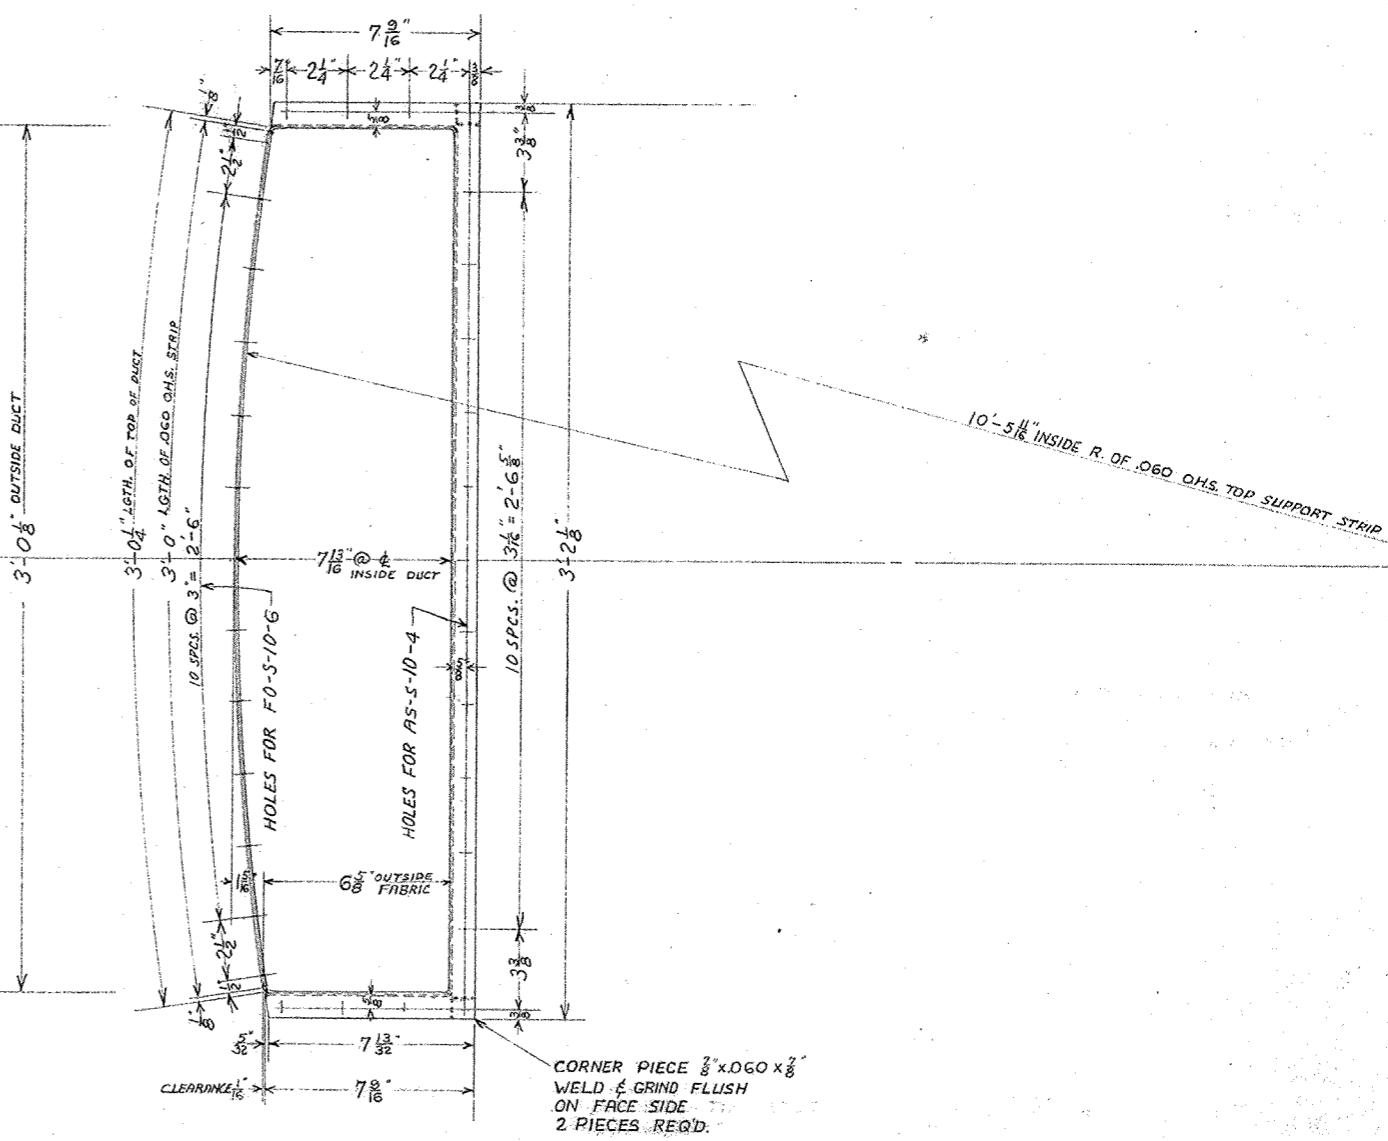 7 9/16"
7/16 2 1/4" 2 1/4" 2 1/4" 3/8
1/8"
1/2
2 1/2"
5/8
3/8
3 3/8"
3'-0 1/8" OUTSIDE DUCT
3'-0 1/4" LGTH. OF TOP OF DUCT
3'-0" LGTH. OF .060 O.H.S. STRIP
10 SPCS. @ 3" = 2'-6"
7 13/16" @ ℄
INSIDE DUCT
HOLES FOR FO-S-10-6
HOLES FOR AS-S-10-4
5/8
10 SPCS. @ 3 1/16" = 2'-6 5/8"
3'-2 1/8"
10'-5 11/16" INSIDE R. OF .060 O.H.S. TOP SUPPORT STRIP
6 5/8" OUTSIDE
FABRIC
2 1/2"
1/2
1/8"
5/8
3 3/8"
3/8
5/32" 7 13/32"
CLEARANCE 1/16" 7 9/16"
CORNER PIECE 7/8" x .060 x 7/8"
WELD & GRIND FLUSH
ON FACE SIDE
2 PIECES REQ'D.